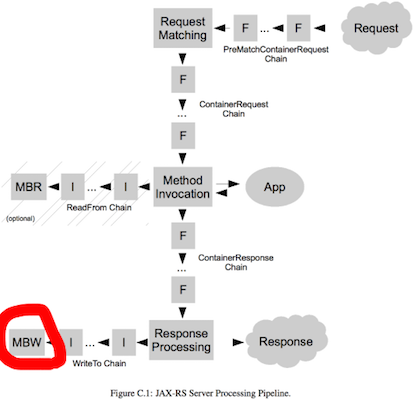 Request
Matching
F
...
F
Request
PreMatchContainerRequest
Chain
F
ContainerRequest
Chain
...
F
MBR
I
...
I
Method
Invocation
App
(optional)
ReadFrom Chain
F
ContainerResponse
Chain
...
F
MBW
I
...
I
Response
Processing
Response
WriteTo Chain
Figure C.1: JAX-RS Server Processing Pipeline.